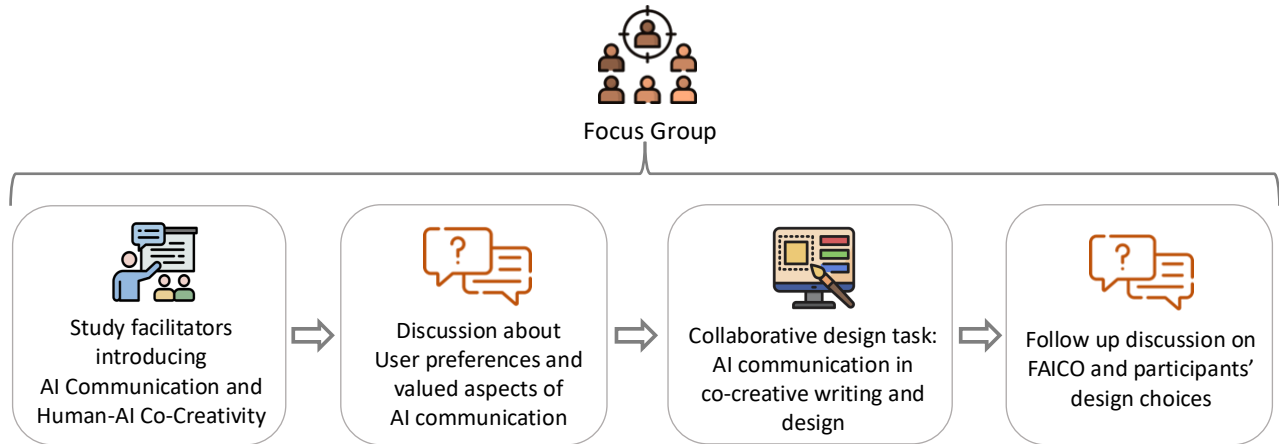 Focus Group
Study facilitators
introducing
AI Communication and
Human-AI Co-Creativity
?
Discussion about
User preferences and
valued aspects of
AI communication
Collaborative design task:
AI communication in
co-creative writing and
design
?
Follow up discussion on
FAICO and participants’
design choices